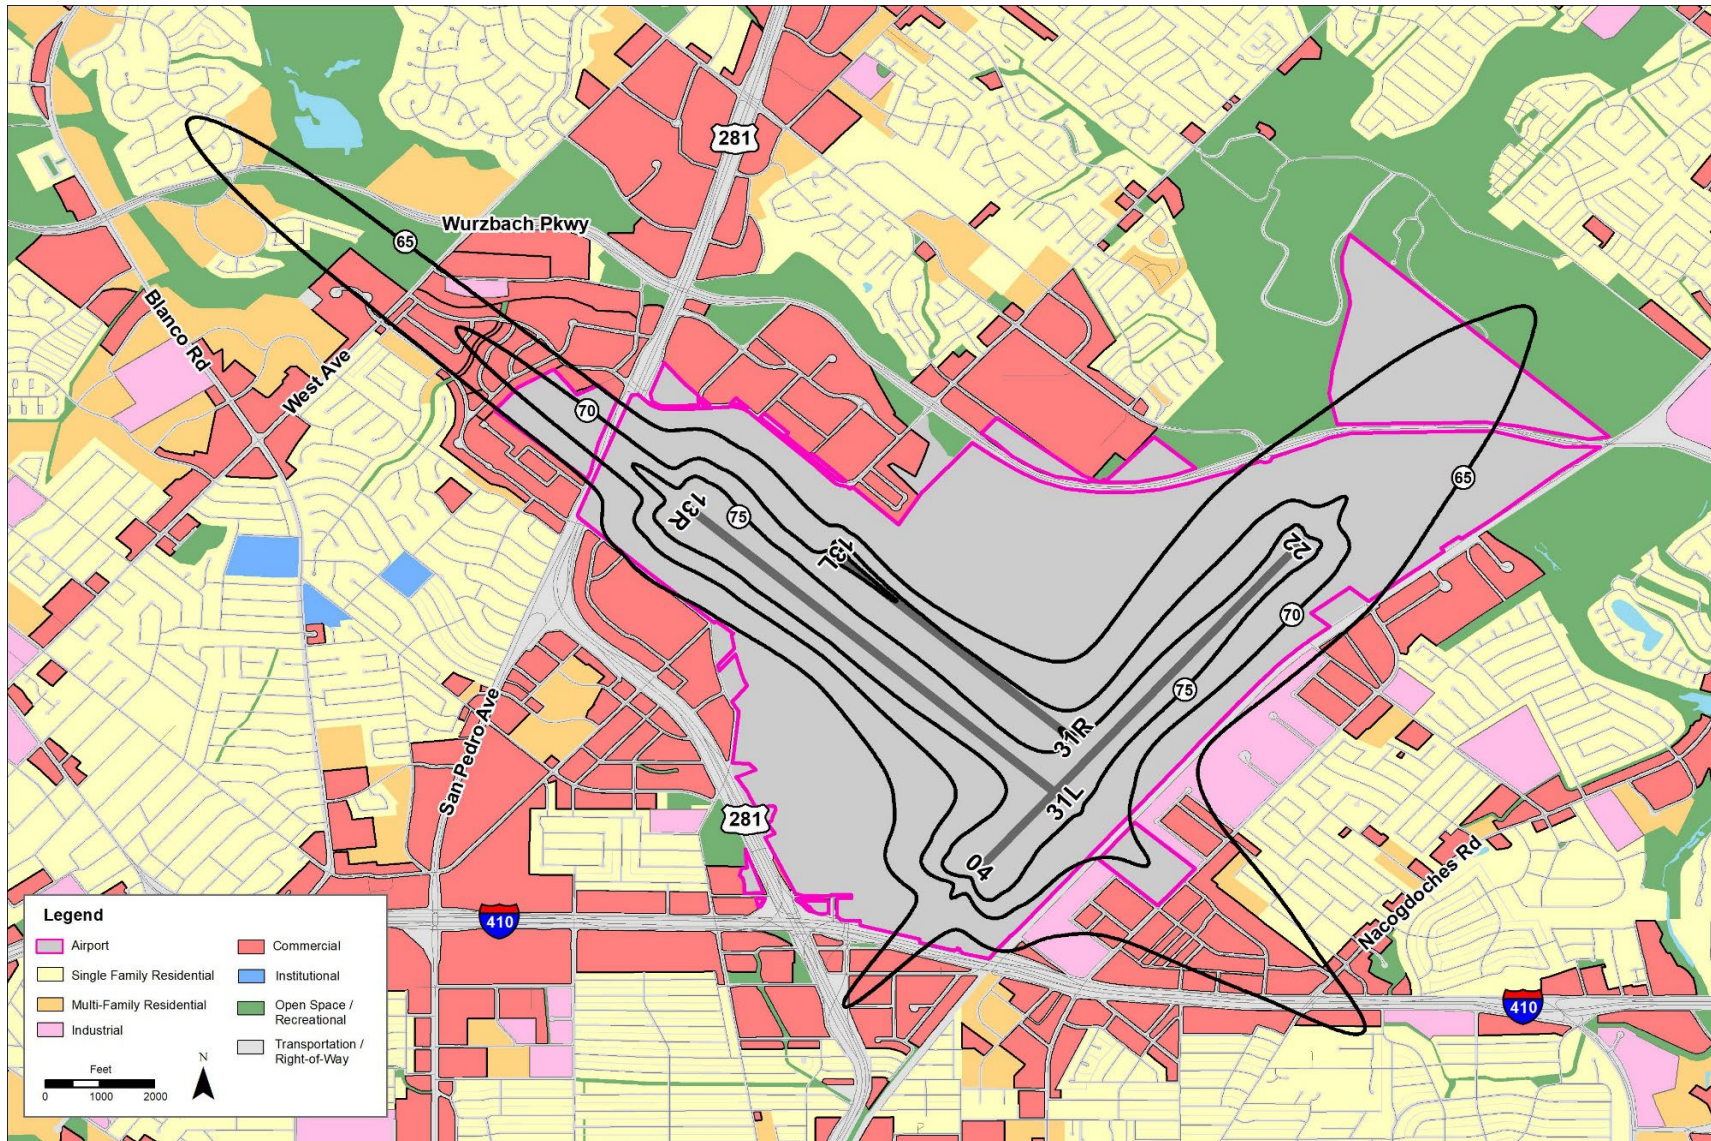 281
Wurzbach Pkwy
65
Blanco Rd
West Ave
70
65
13R
75
13L
22
70
75
San Pedro Ave
31R
31L
281
04
Nacogdoches Rd
410
410
Legend
Airport
Commercial
Single Family Residential
Institutional
Multi-Family Residential
Open Space /
Recreational
Industrial
Transportation /
Right-of-Way
N
Feet
0 1000 2000